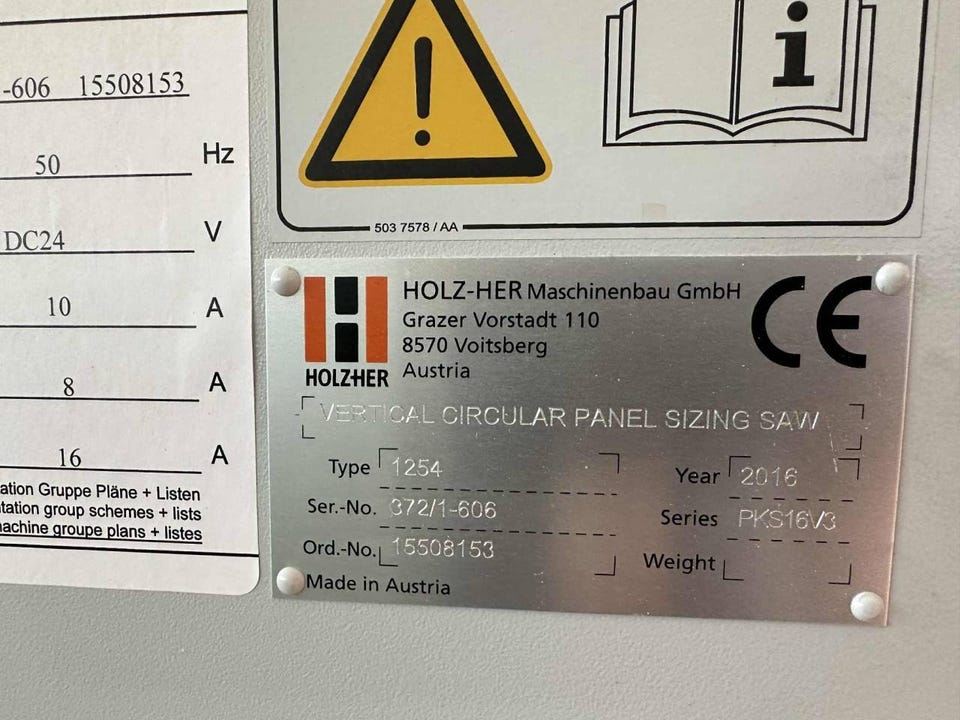 -606 15508153
50 Hz
DC24 V
10 A
8 A
16 A
ation Gruppe Pläne + Listen
tation group schemes + lists
achine groupe plans + listes
i
503 7578 / AA
HOLZ-HER Maschinenbau GmbH
Grazer Vorstadt 110
8570 Voitsberg
Austria
HOLZHER
CE
VERTICAL CIRCULAR PANEL SIZING SAW
Type 1254
Year 2016
Ser.-No. 372/1-606
Series PKS16V3
Ord.-No. 15508153
Weight
Made in Austria